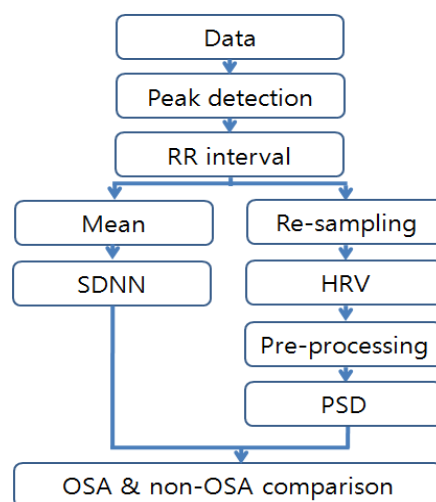 Data
Peak detection
RR interval
Mean
Re-sampling
SDNN
HRV
Pre-processing
PSD
OSA & non-OSA comparison